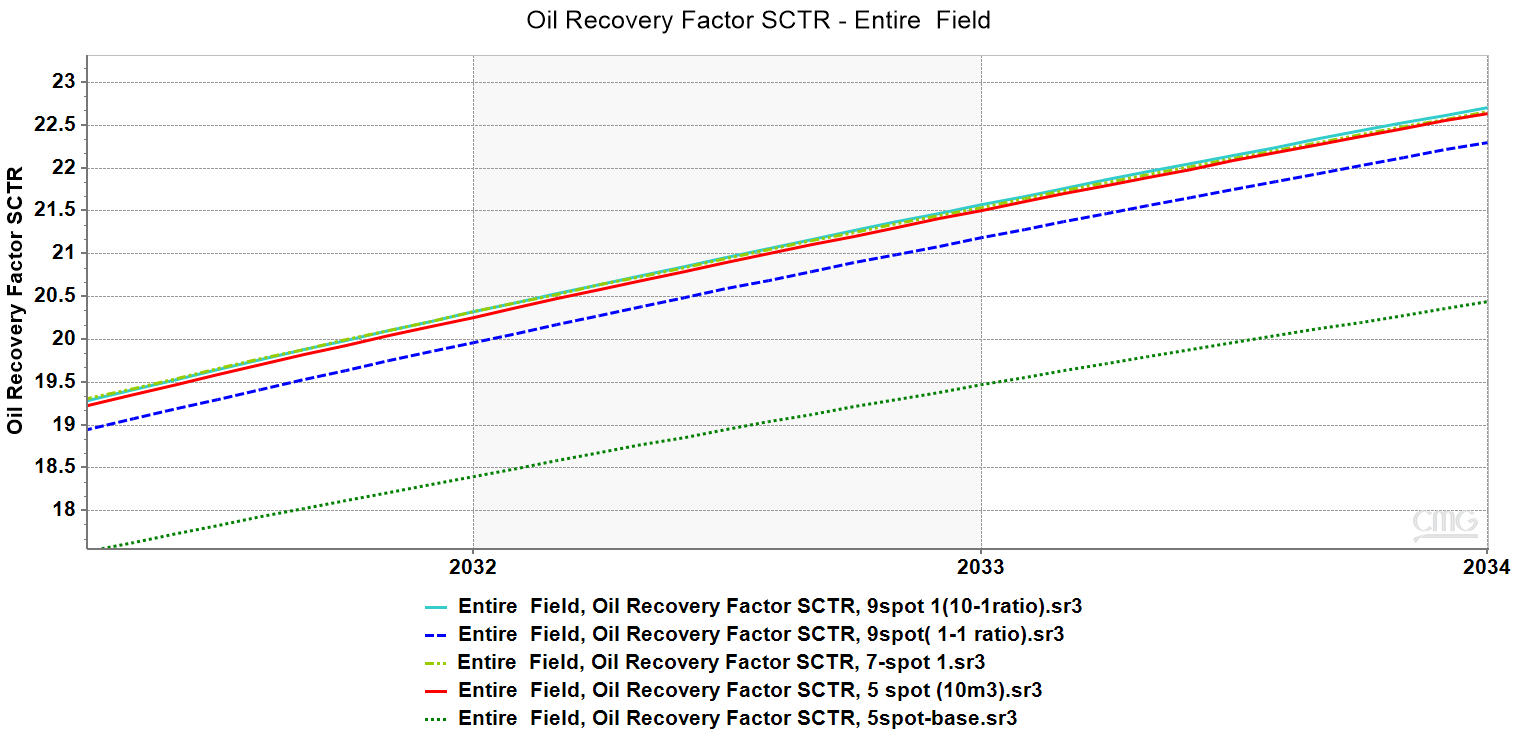 Oil Recovery Factor SCTR - Entire  Field
Oil Recovery Factor SCTR
23
22.5
22
21.5
21
20.5
20
19.5
19
18.5
18
CMG
2032
2033
2034
Entire  Field, Oil Recovery Factor SCTR, 9spot 1(10-1ratio).sr3
Entire  Field, Oil Recovery Factor SCTR, 9spot( 1-1 ratio).sr3
Entire  Field, Oil Recovery Factor SCTR, 7-spot 1.sr3
Entire  Field, Oil Recovery Factor SCTR, 5 spot (10m3).sr3
Entire  Field, Oil Recovery Factor SCTR, 5spot-base.sr3